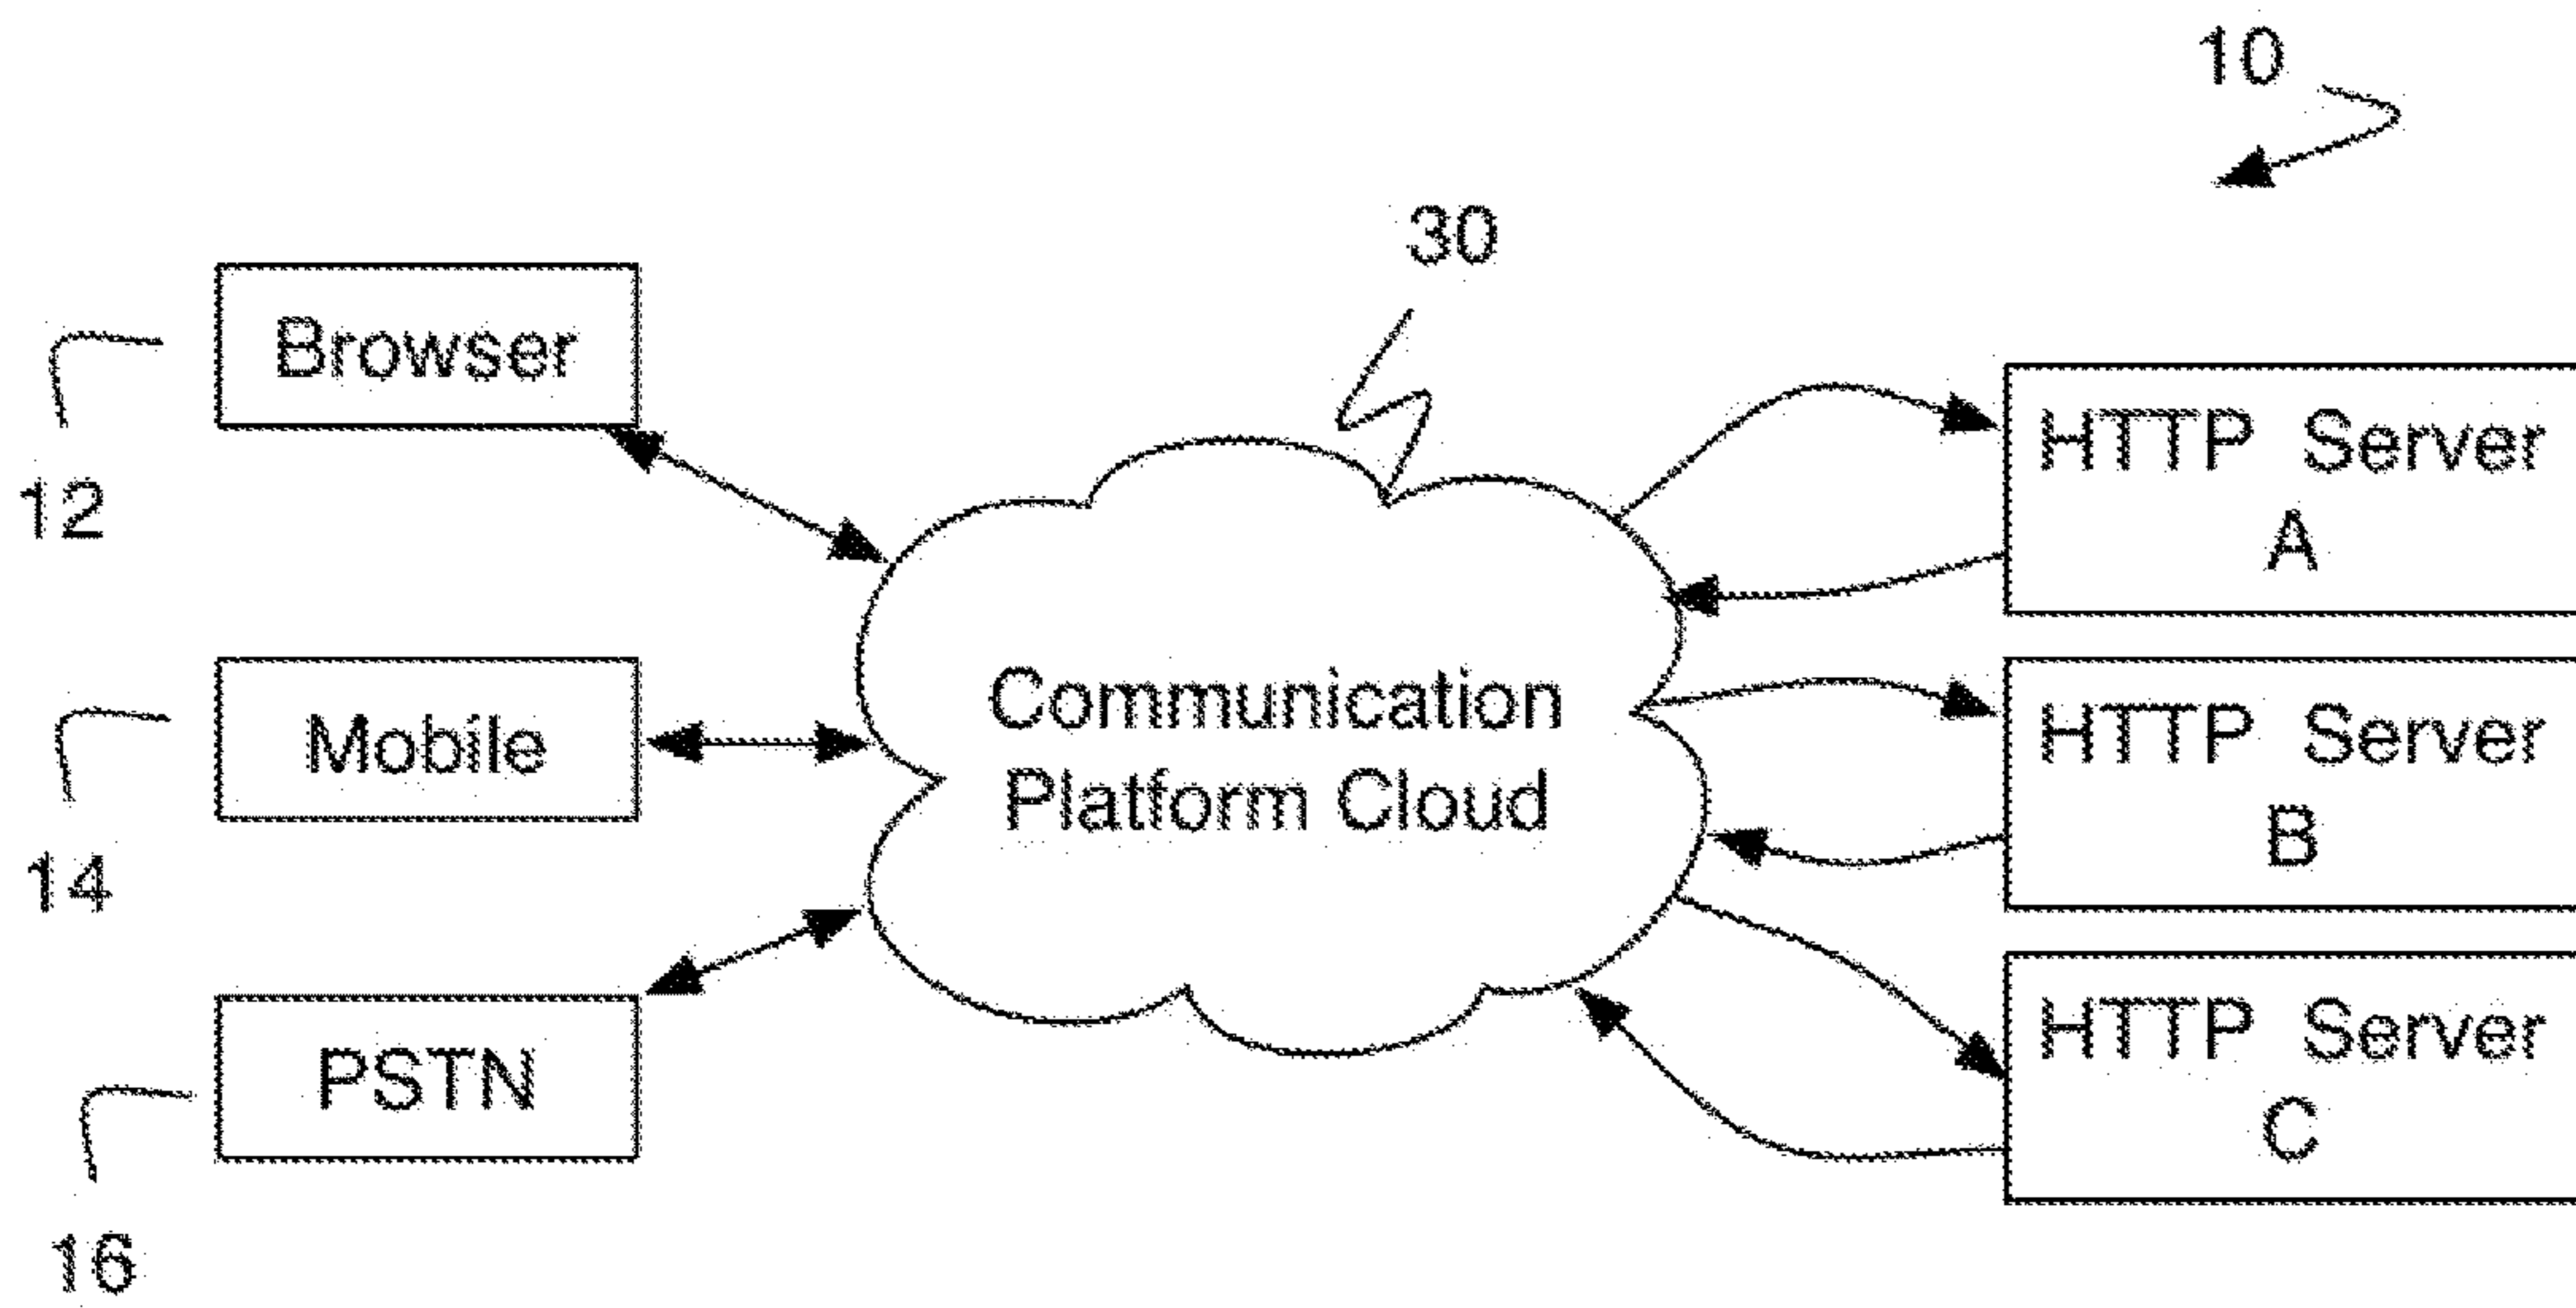 10
30
Browser
12
Mobile
14
PSTN
16
Communication
Platform Cloud
HTTP Server
A
HTTP Server
B
HTTP Server
C